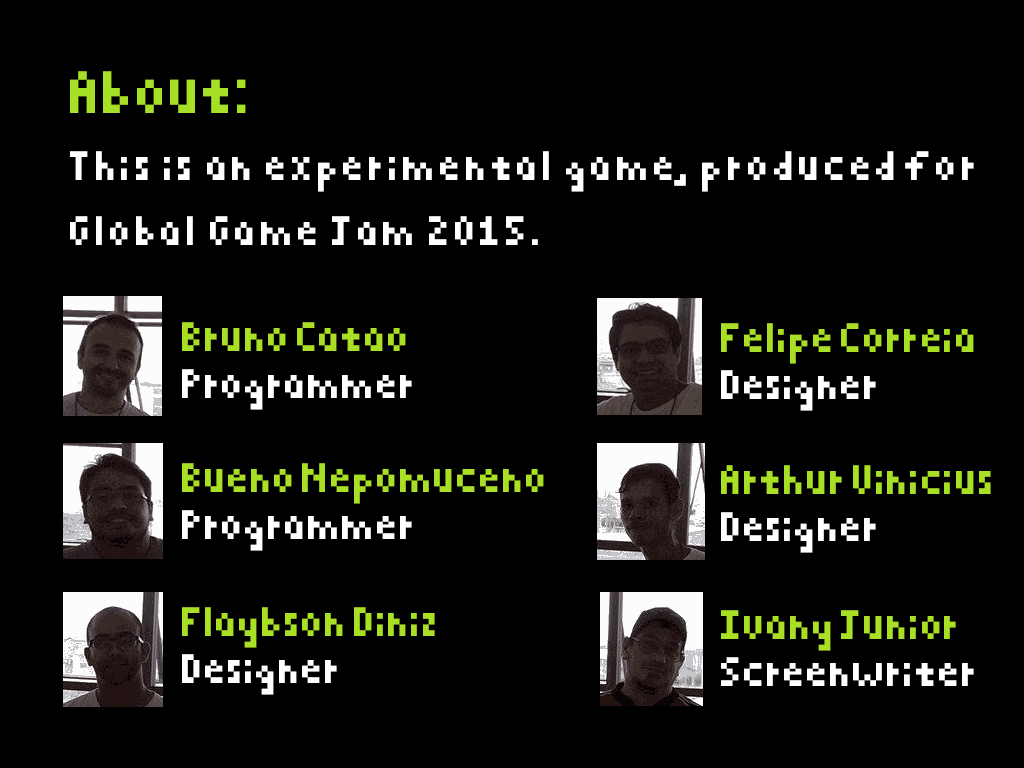 About:
This is an experimental game, produced for
Global Game Jam 2015.
Bruno Catao
Programmer
Felipe Correia
Designer
Bueno Nepomuceno
Programmer
Arthur Vinicius
Designer
Flaybson Diniz
Designer
Ivany Junior
ScreenWriter